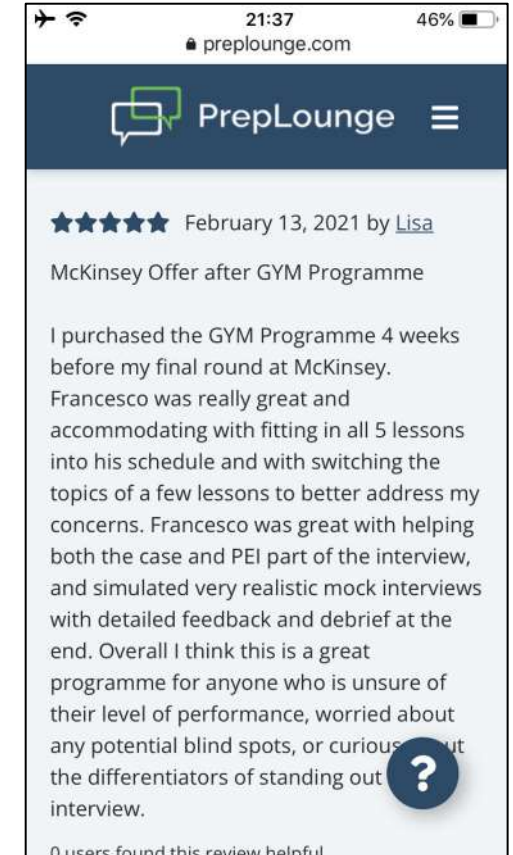 21:37
46%
preplounge.com
PrepLounge
February 13, 2021 by Lisa
McKinsey Offer after GYM Programme
I purchased the GYM Programme 4 weeks
before my final round at McKinsey.
Francesco was really great and
accommodating with fitting in all 5 lessons
into his schedule and with switching the
topics of a few lessons to better address my
concerns. Francesco was great with helping
both the case and PEI part of the interview,
and simulated very realistic mock interviews
with detailed feedback and debrief at the
end. Overall I think this is a great
programme for anyone who is unsure of
their level of performance, worried about
any potential blind spots, or curious
the differentiators of standing out
?
interview.
0 users found this review helpful